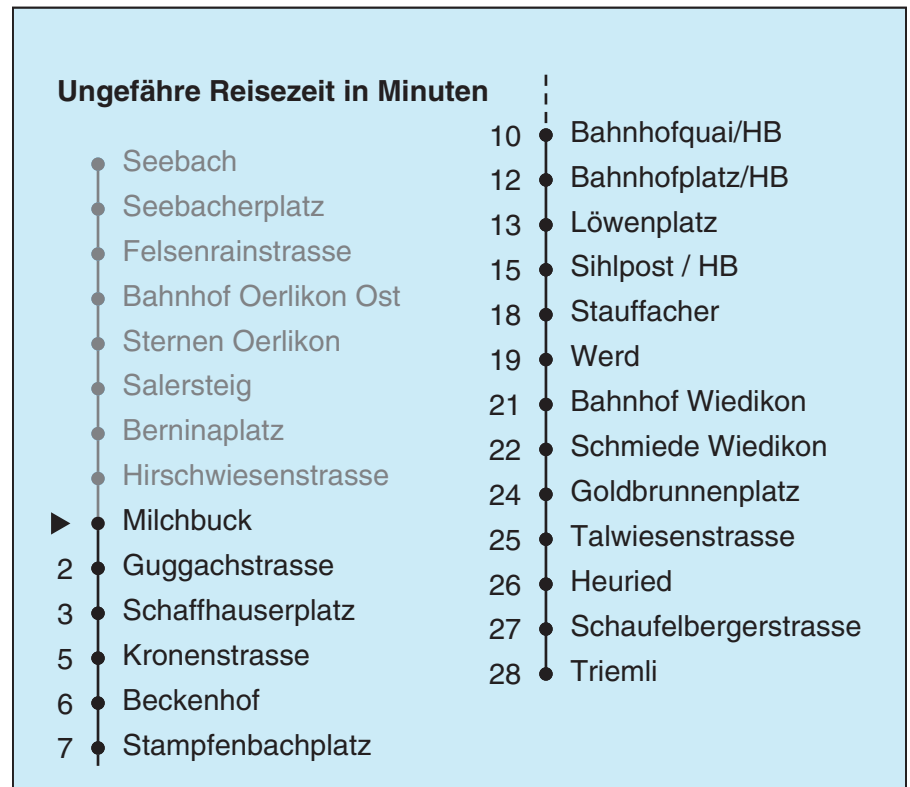 Ungefähre Reisezeit in Minuten
Seebach
Seebacherplatz
Felsenrainstrasse
Bahnhof Oerlikon Ost
Sternen Oerlikon
Salersteig
Berninaplatz
Hirschwiesenstrasse
Milchbuck
2 Guggachstrasse
3 Schaffhauserplatz
5 Kronenstrasse
6 Beckenhof
7 Stampfenbachplatz
10 Bahnhofquai/HB
12 Bahnhofplatz/HB
13 Löwenplatz
15 Sihlpost / HB
18 Stauffacher
19 Werd
21 Bahnhof Wiedikon
22 Schmiede Wiedikon
24 Goldbrunnenplatz
25 Talwiesenstrasse
26 Heuried
27 Schaufelbergerstrasse
28 Triemli